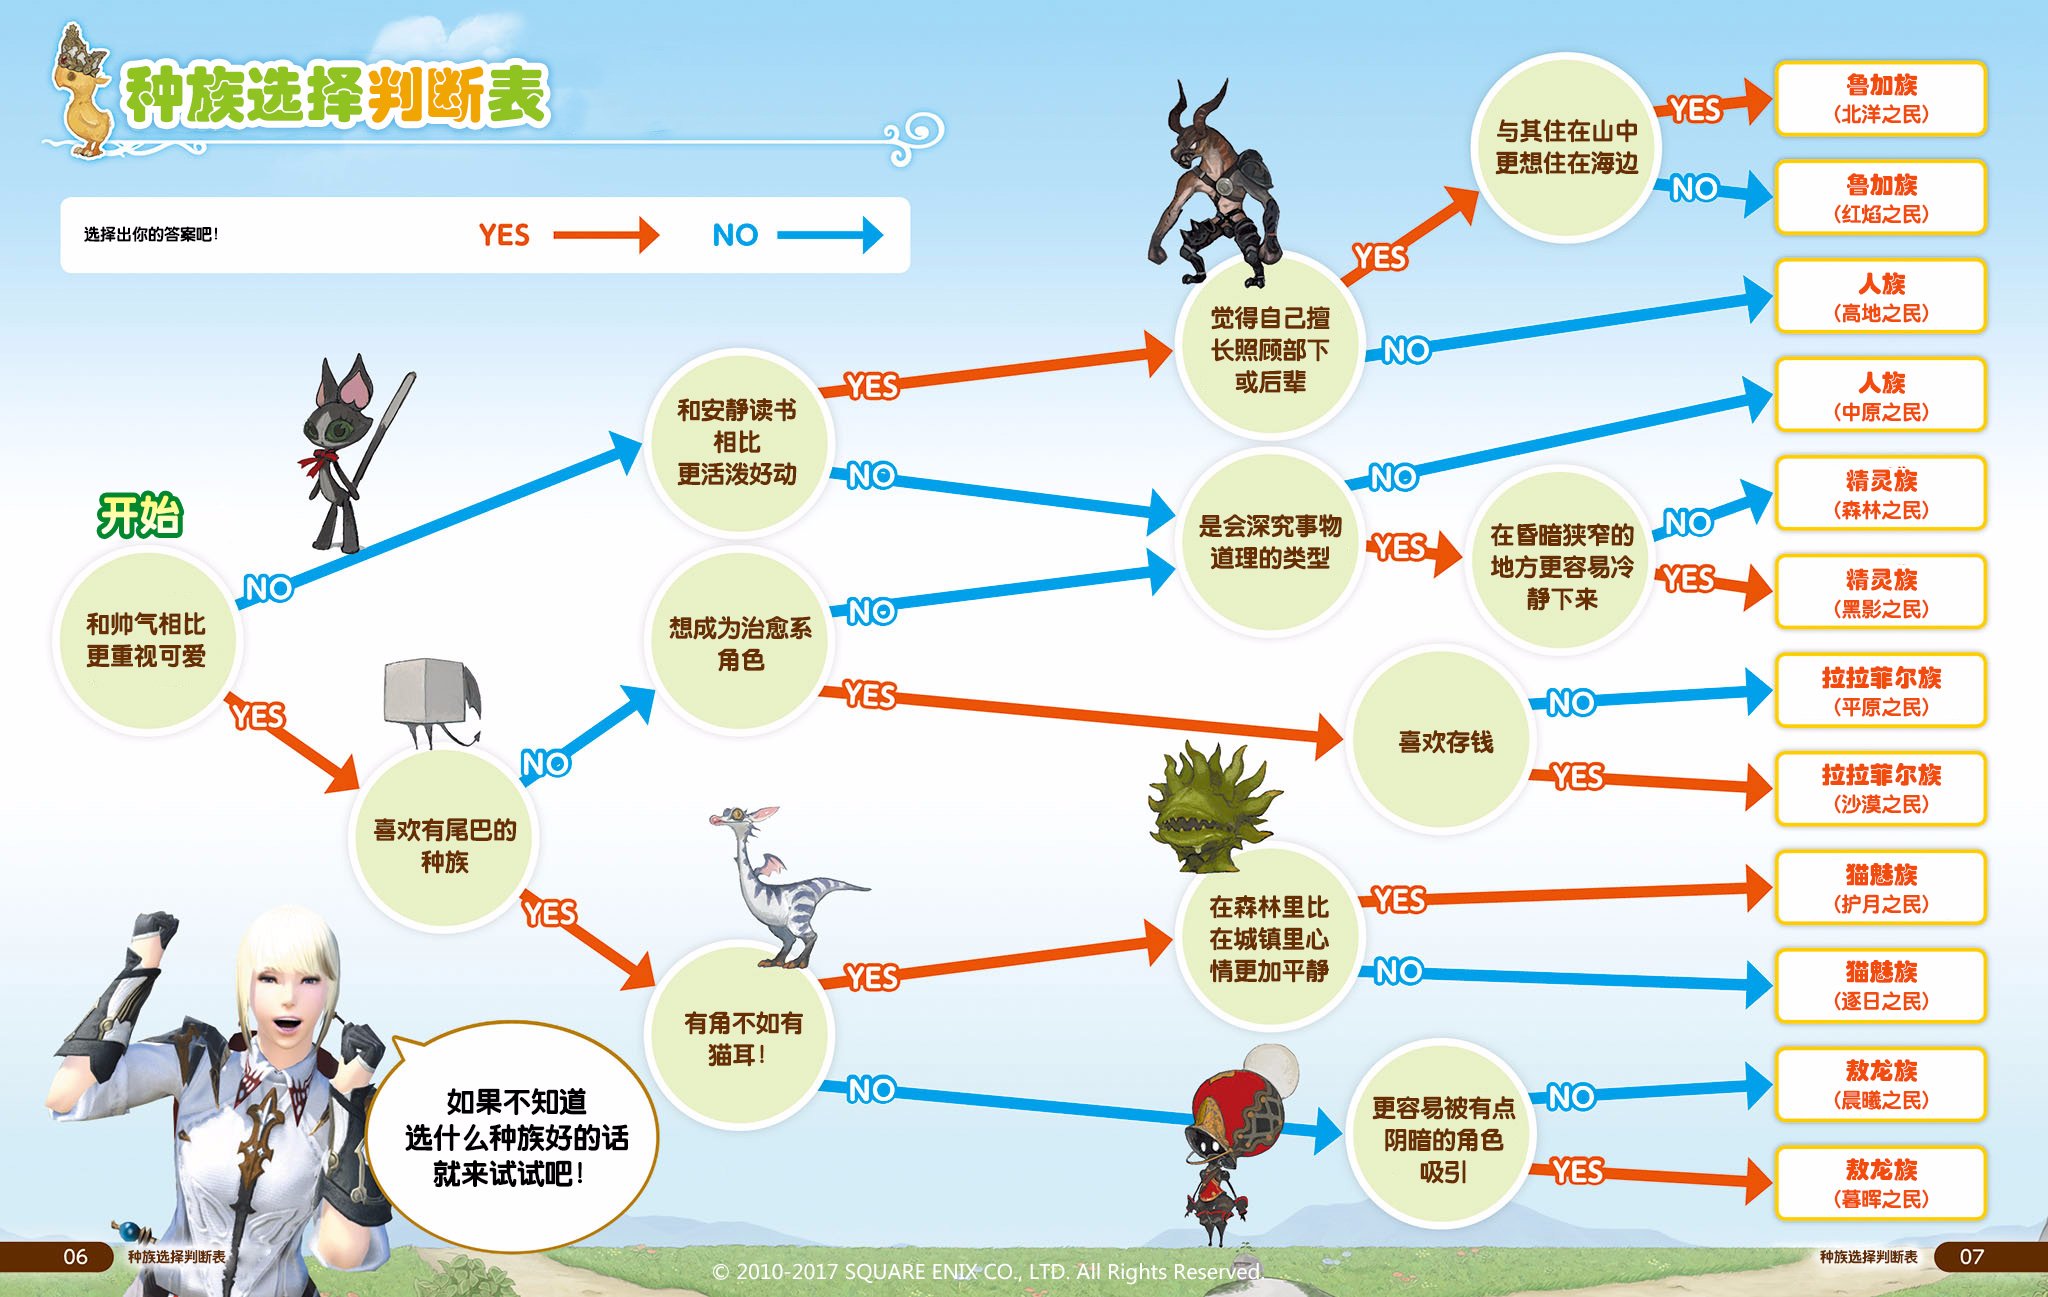 种族选择判断表
选择出你的答案吧！
YES
NO
开始
和帅气相比
更重视可爱
NO
YES
喜欢有尾巴的
种族
NO
YES
和安静读书
相比
更活泼好动
YES
NO
想成为治愈系
角色
NO
YES
有角不如有
猫耳！
YES
NO
觉得自己擅
长照顾部下
或后辈
YES
NO
是会深究事物
道理的类型
NO
YES
与其住在山中
更想住在海边
YES
NO
在昏暗狭窄的
地方更容易冷
静下来
NO
YES
喜欢存钱
NO
YES
在森林里比
在城镇里心
情更加平静
YES
NO
更容易被有点
阴暗的角色
吸引
NO
YES
鲁加族
（北洋之民）
鲁加族
（红焰之民）
人族
（高地之民）
人族
（中原之民）
精灵族
（森林之民）
精灵族
（黑影之民）
拉拉菲尔族
（平原之民）
拉拉菲尔族
（沙漠之民）
猫魅族
（护月之民）
猫魅族
（逐日之民）
敖龙族
（晨曦之民）
敖龙族
（暮晖之民）
如果不知道
选什么种族好的话
就来试试吧！
06
种族选择判断表
© 2010-2017 SQUARE ENIX CO., LTD. All Rights Reserved.
种族选择判断表
07